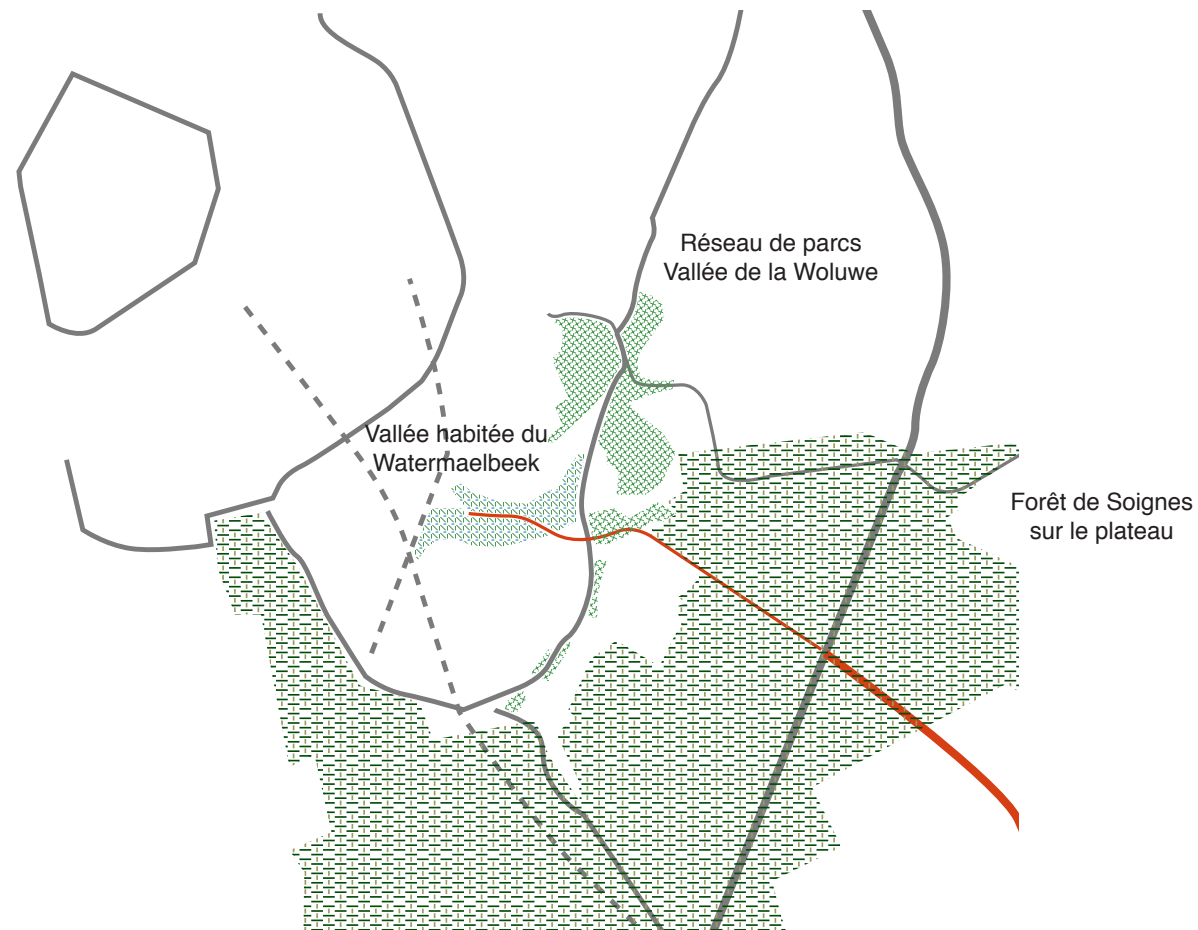 Réseau de parcs
Vallée de la Woluwe
Vallée habitée du
Watermaelbeek
Forêt de Soignes
sur le plateau